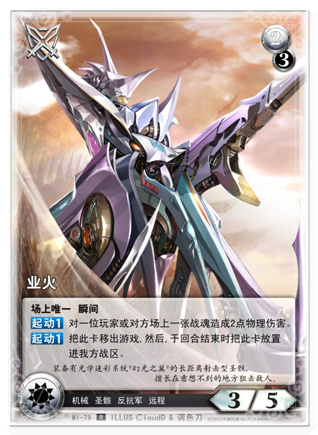 2
3
业火
场上唯一 瞬间
起动1 对一位玩家或对方场上一张战魂造成2点物理伤害。
起动1 把此卡移出游戏,然后,于回合结束时把此卡放置
进我方战区。
装备有光学迷彩系统“幻光之翼”的长距离射击型圣骸,
擅长在意想不到的地方狙击敌人。
机械 圣骸 反抗军 远程
3/5
ILLUS CloudD & 调色刀